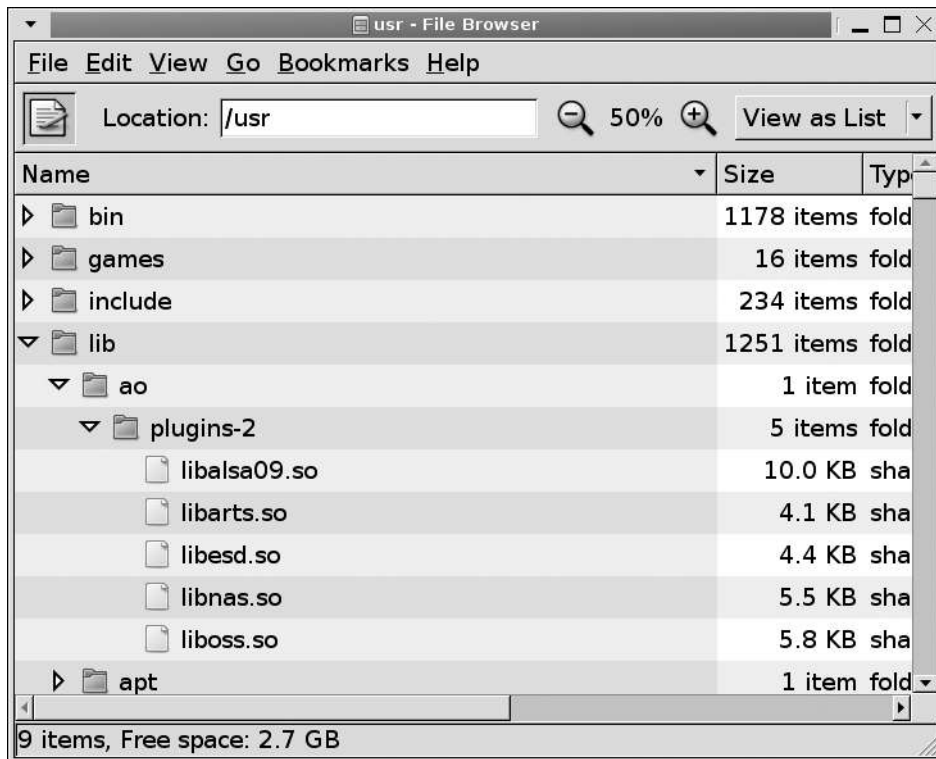 usr - File Browser
File Edit View Go Bookmarks Help
Location: /usr 50% View as List
Name Size Type
bin 1178 items fold
games 16 items fold
include 234 items fold
lib 1251 items fold
ao 1 item fold
plugins-2 5 items fold
libalsa09.so 10.0 KB sha
libarts.so 4.1 KB sha
libesd.so 4.4 KB sha
libnas.so 5.5 KB sha
liboss.so 5.8 KB sha
apt 1 item fold
9 items, Free space: 2.7 GB